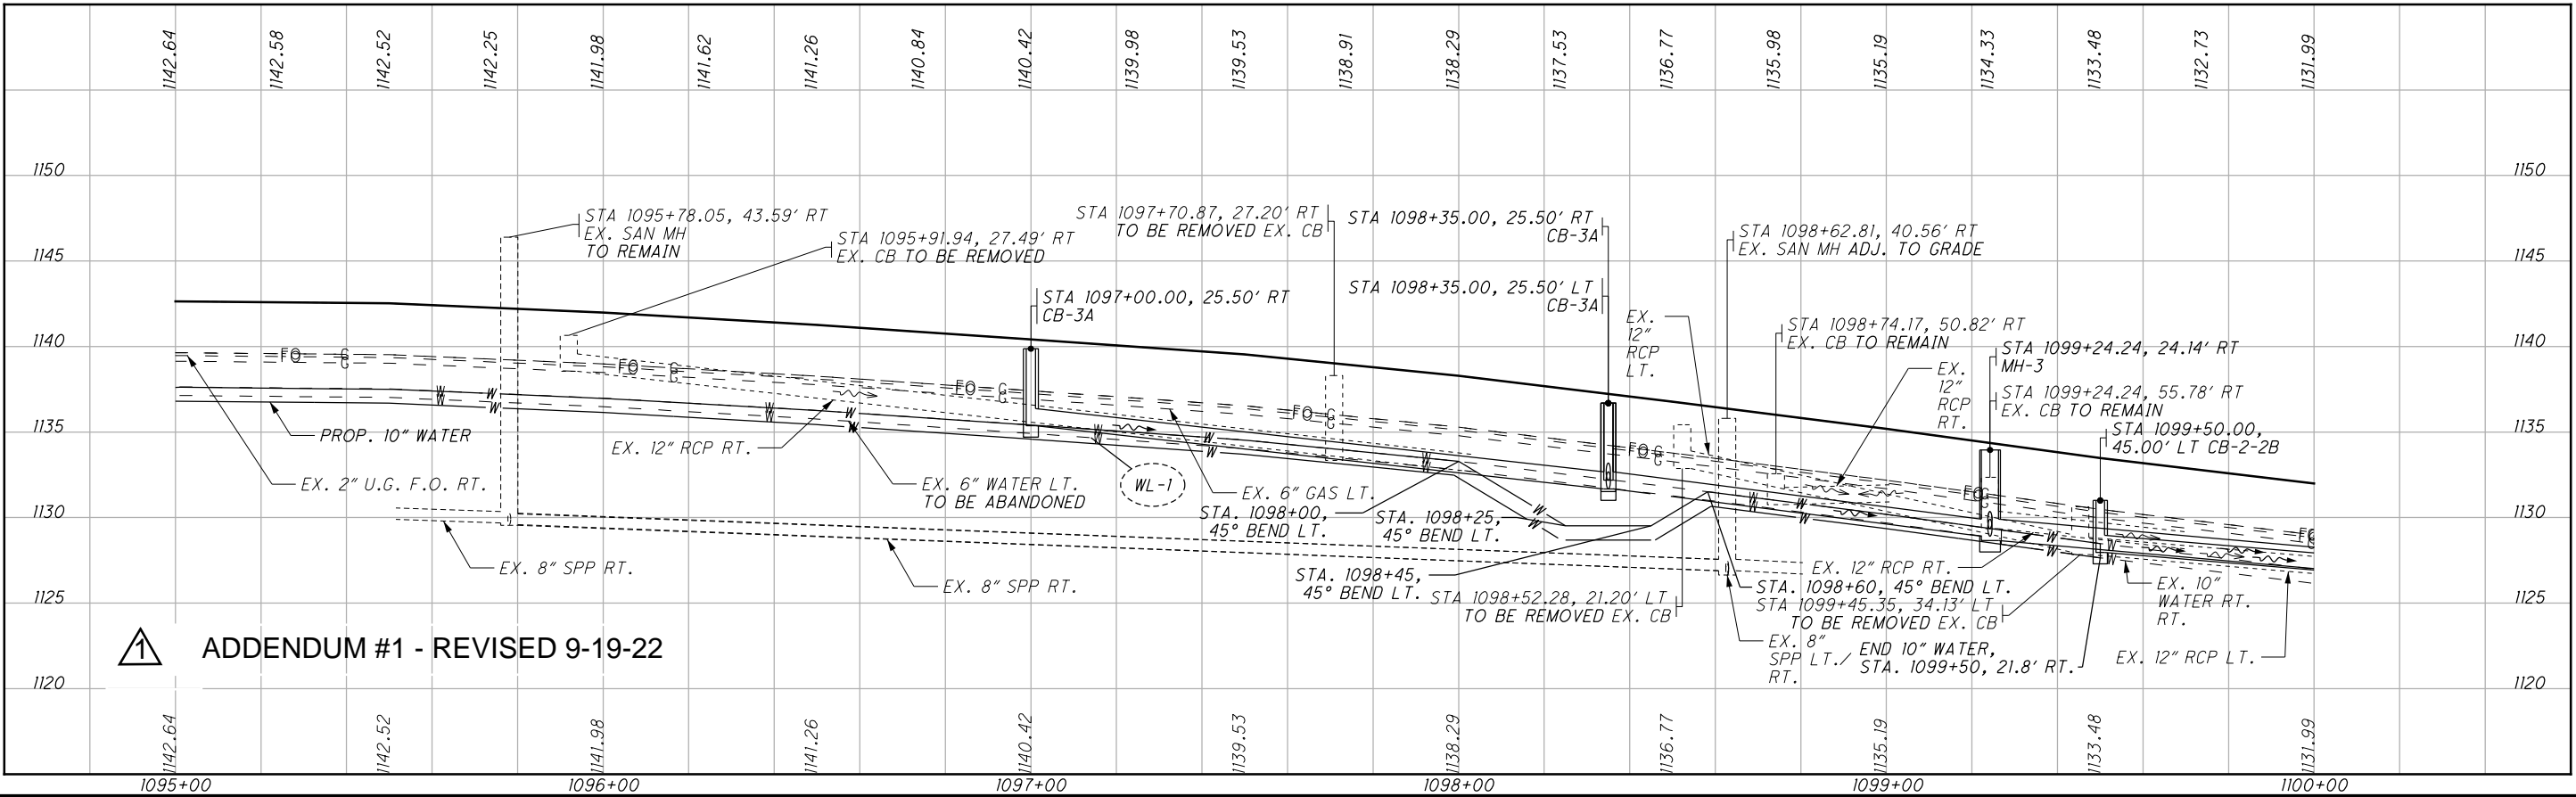 1142.64 1142.58 1142.52 1142.25 1141.98 1141.62 1141.26 1140.84 1140.42 1139.98 1139.53 1138.91 1138.29 1137.53 1136.77 1135.98 1135.19 1134.33 1133.48 1132.73 1131.99
1150 1150
STA 1095+78.05, 43.59' RT
EX. SAN MH
TO REMAIN
STA 1095+91.94, 27.49' RT
EX. CB TO BE REMOVED
STA 1097+00.00, 25.50' RT
CB-3A
STA 1097+70.87, 27.20' RT
TO BE REMOVED EX. CB
STA 1098+35.00, 25.50' RT
CB-3A
STA 1098+35.00, 25.50' LT
CB-3A
EX.
12"
RCP
LT.
STA 1098+62.81, 40.56' RT
EX. SAN MH ADJ. TO GRADE
STA 1098+74.17, 50.82' RT
EX. CB TO REMAIN
EX.
12"
RCP
RT.
STA 1099+24.24, 24.14' RT
MH-3
STA 1099+24.24, 55.78' RT
EX. CB TO REMAIN
STA 1099+50.00,
45.00' LT CB-2-2B
1145 1145
1140 1140
FO G G FO G G FO G G FO G G FO G G FO G G FO G G
1135 1135
W W W W W W W W W W W W W W W W W W W W W W W W
PROP. 10" WATER
EX. 2" U.G. F.O. RT.
EX. 12" RCP RT.
EX. 6" WATER LT.
TO BE ABANDONED
WL-1
EX. 6" GAS LT.
STA. 1098+00,
45° BEND LT.
STA. 1098+25,
45° BEND LT.
1130 1130
EX. 8" SPP RT.
EX. 8" SPP RT.
STA. 1098+45,
45° BEND LT.
STA 1098+52.28, 21.20' LT
TO BE REMOVED EX. CB
EX. 12" RCP RT.
STA. 1098+60, 45° BEND LT.
STA 1099+45.35, 34.13' LT
TO BE REMOVED EX. CB
EX. 8"
SPP LT./
RT.
END 10" WATER,
STA. 1099+50, 21.8' RT.
EX. 10"
WATER RT.
RT.
EX. 12" RCP LT.
1125 1125
1 ADDENDUM #1 - REVISED 9-19-22
1120 1120
1142.64 1142.52 1141.98 1141.26 1140.42 1139.53 1138.29 1136.77 1135.19 1133.48 1131.99
1095+00 1096+00 1097+00 1098+00 1099+00 1100+00